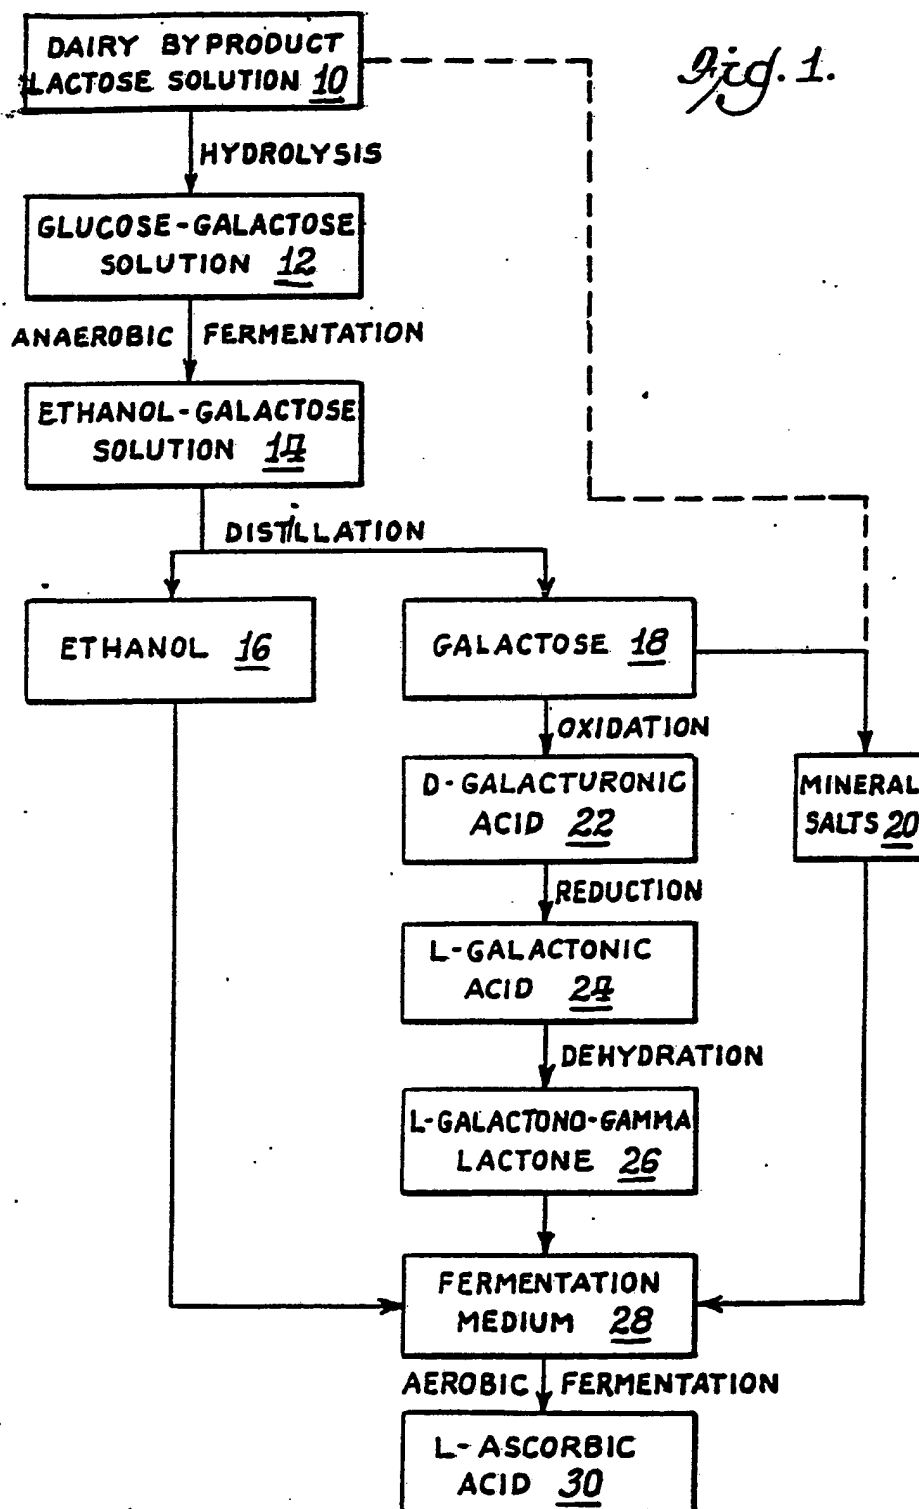 Fig. 1.
DAIRY BYPRODUCT
LACTOSE SOLUTION 10
HYDROLYSIS
GLUCOSE-GALACTOSE
SOLUTION 12
ANAEROBIC FERMENTATION
ETHANOL-GALACTOSE
SOLUTION 14
DISTILLATION
ETHANOL 16
GALACTOSE 18
OXIDATION
D-GALACTURONIC
ACID 22
MINERAL
SALTS 20
REDUCTION
L-GALACTONIC
ACID 24
DEHYDRATION
L-GALACTONO-GAMMA
LACTONE 26
FERMENTATION
MEDIUM 28
AEROBIC FERMENTATION
L-ASCORBIC
ACID 30